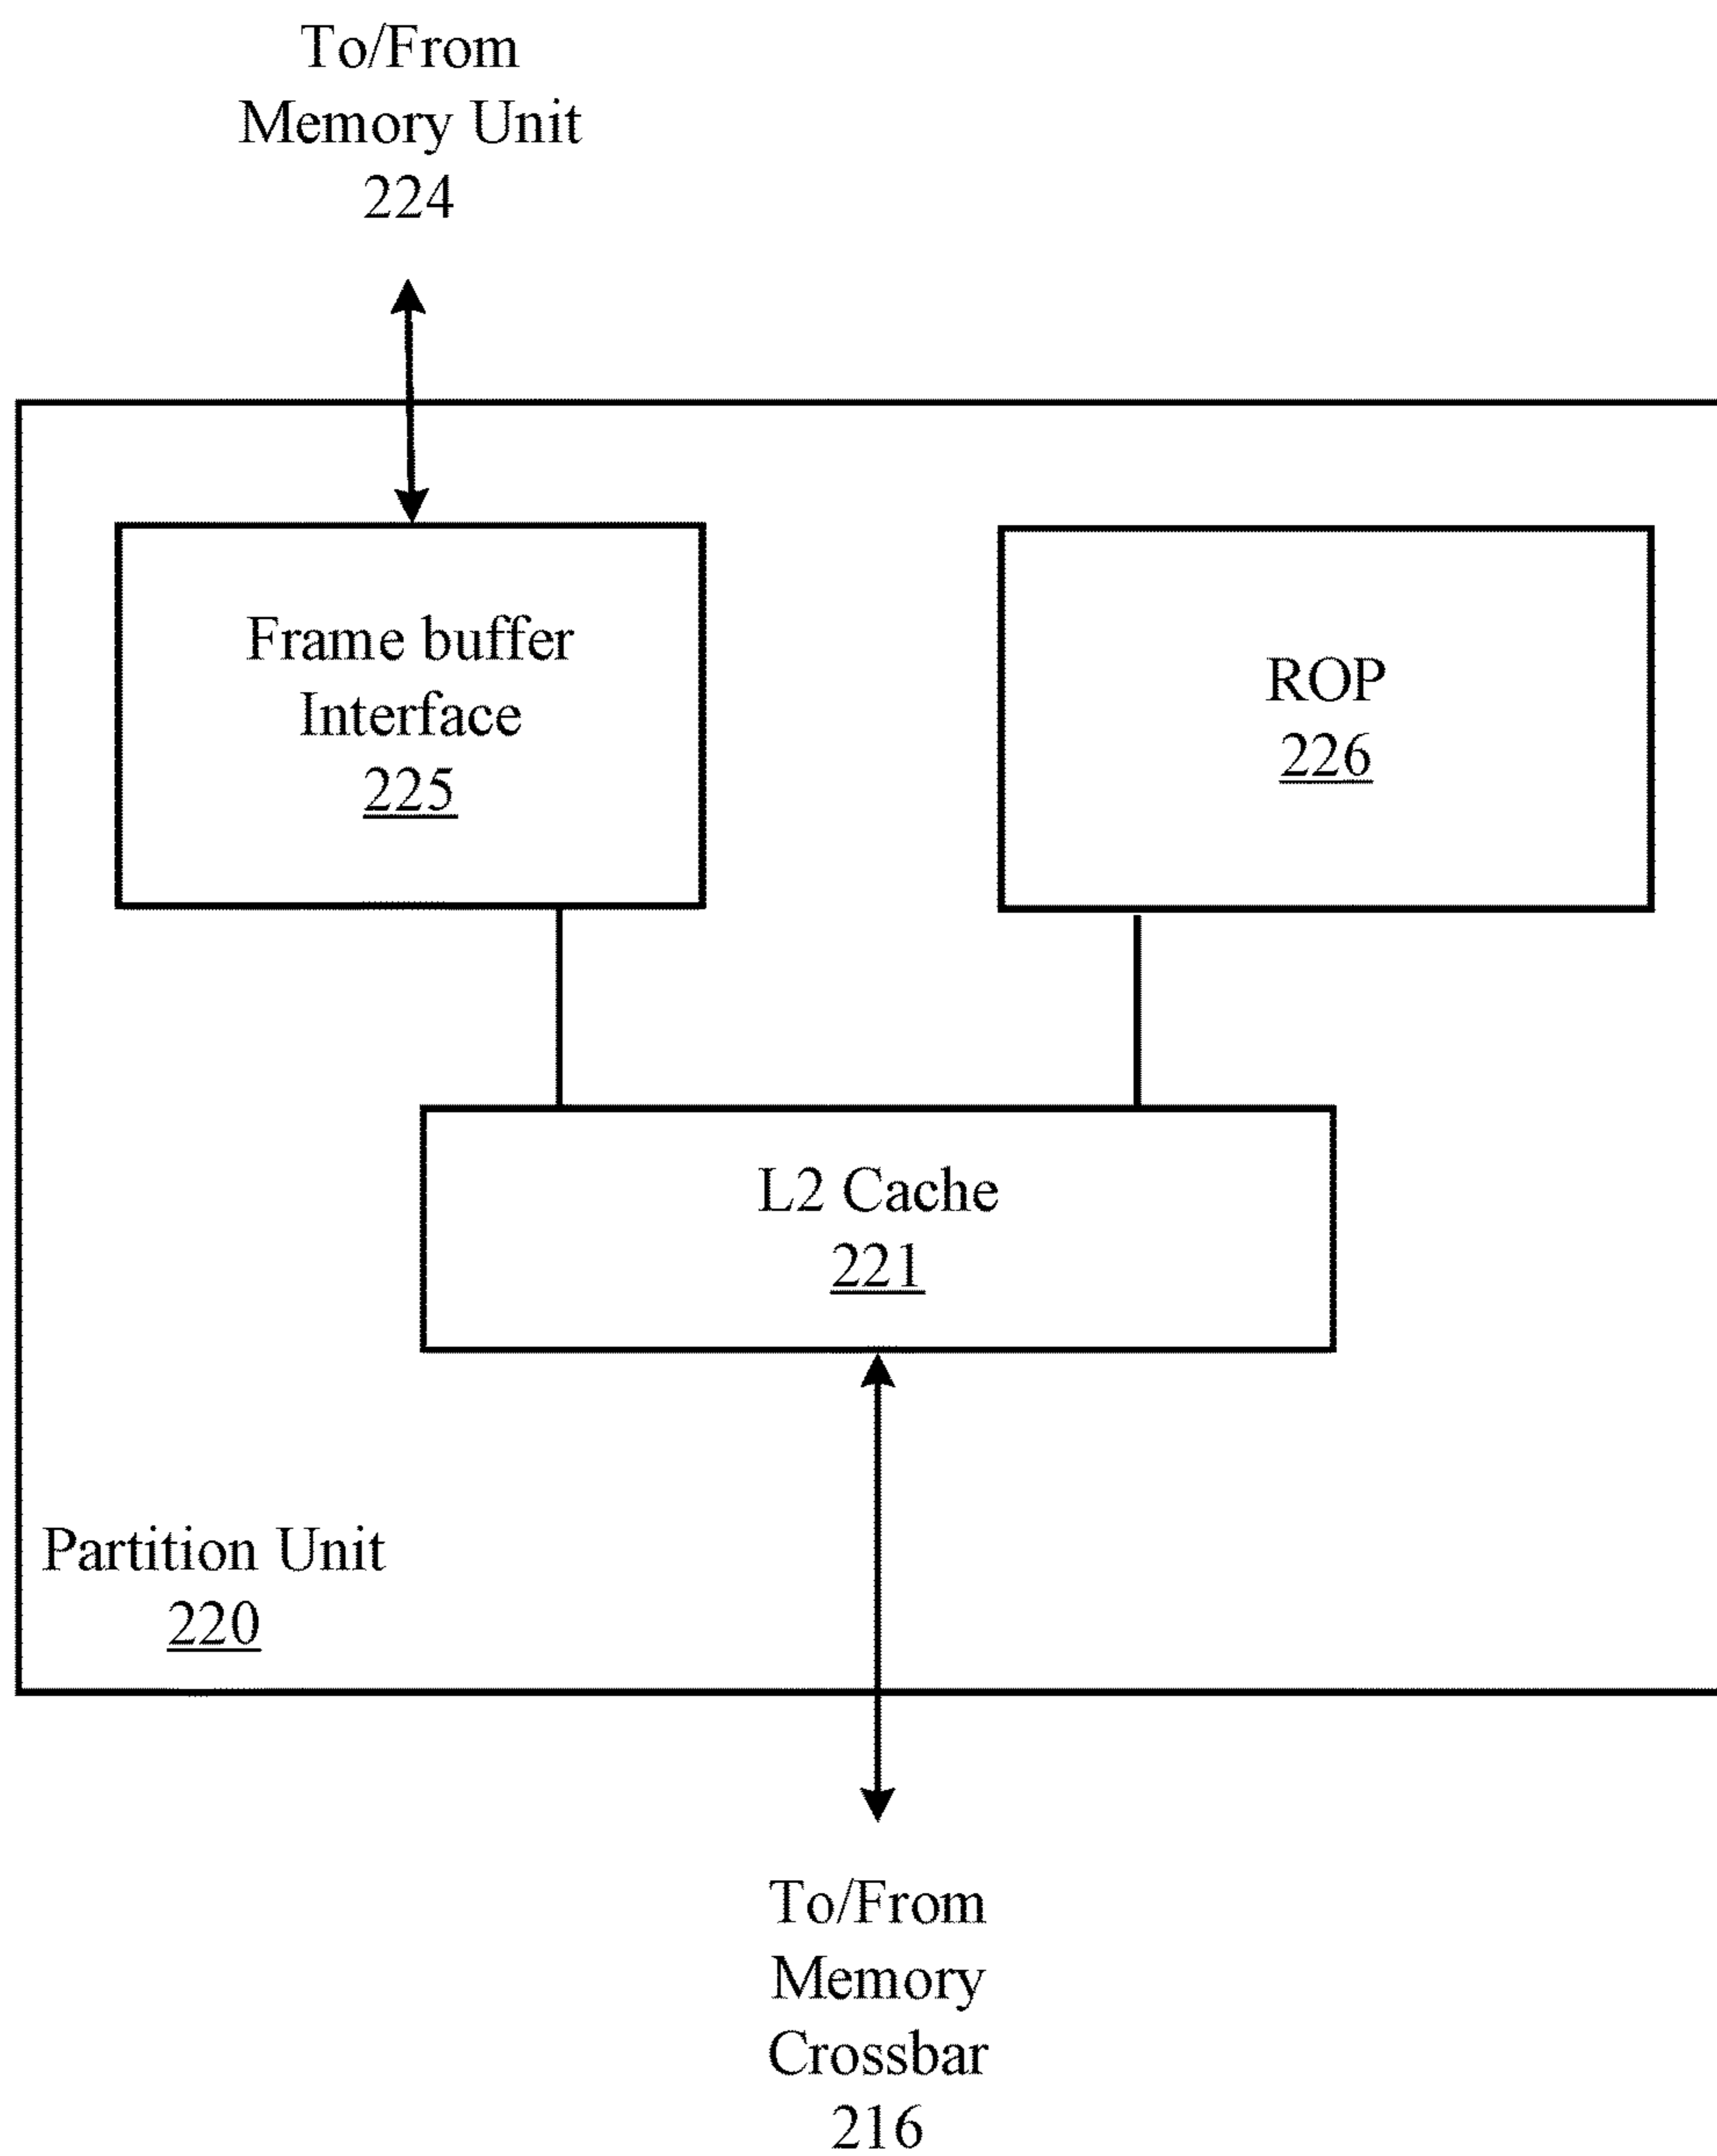 To/From
Memory Unit
224
Frame buffer
Interface
225
ROP
226
L2 Cache
221
Partition Unit
220
To/From
Memory
Crossbar
216